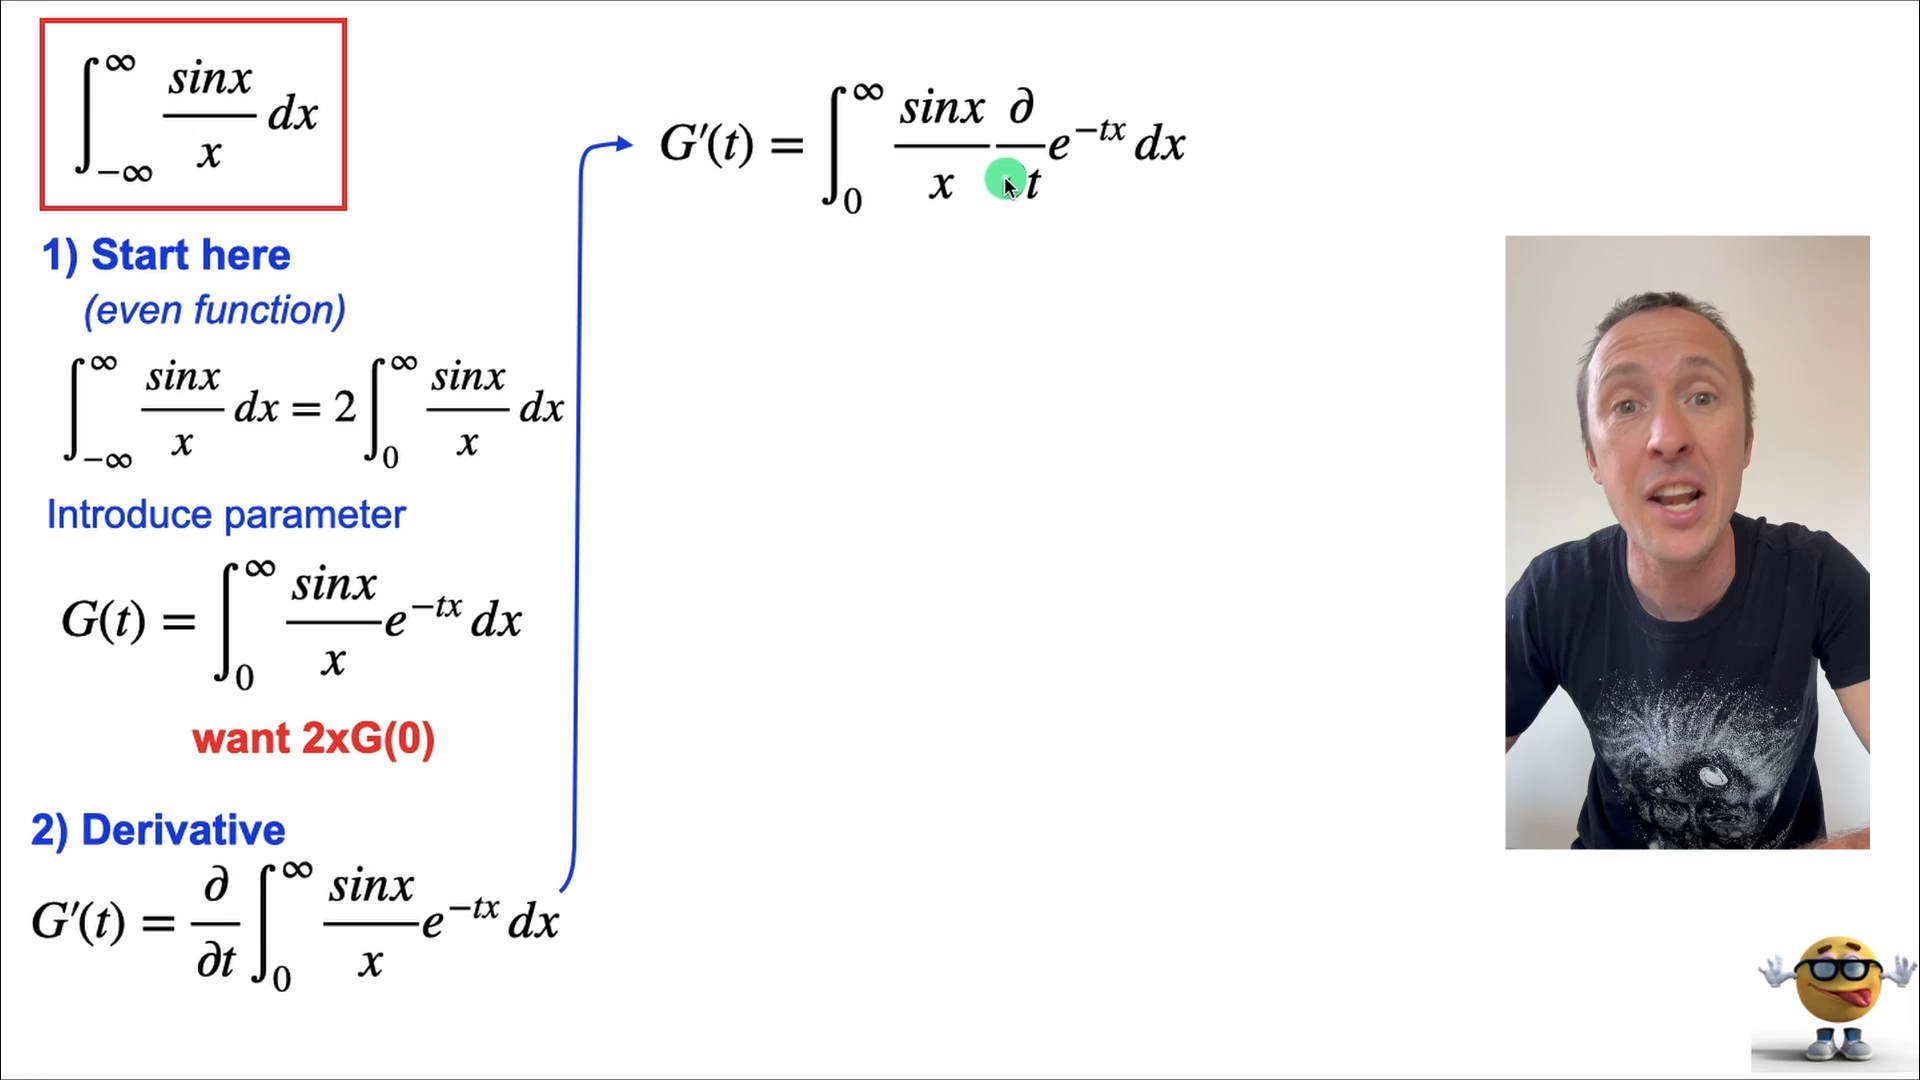 ∫_{-∞}^{∞} sinx/x dx
1) Start here
(even function)
∫_{-∞}^{∞} sinx/x dx = 2 ∫_0^∞ sinx/x dx
Introduce parameter
G(t) = ∫_0^∞ sinx/x e^{-tx} dx
want 2xG(0)
2) Derivative
G′(t) = ∂/∂t ∫_0^∞ sinx/x e^{-tx} dx
G′(t) = ∫_0^∞ sinx/x ∂/t e^{-tx} dx